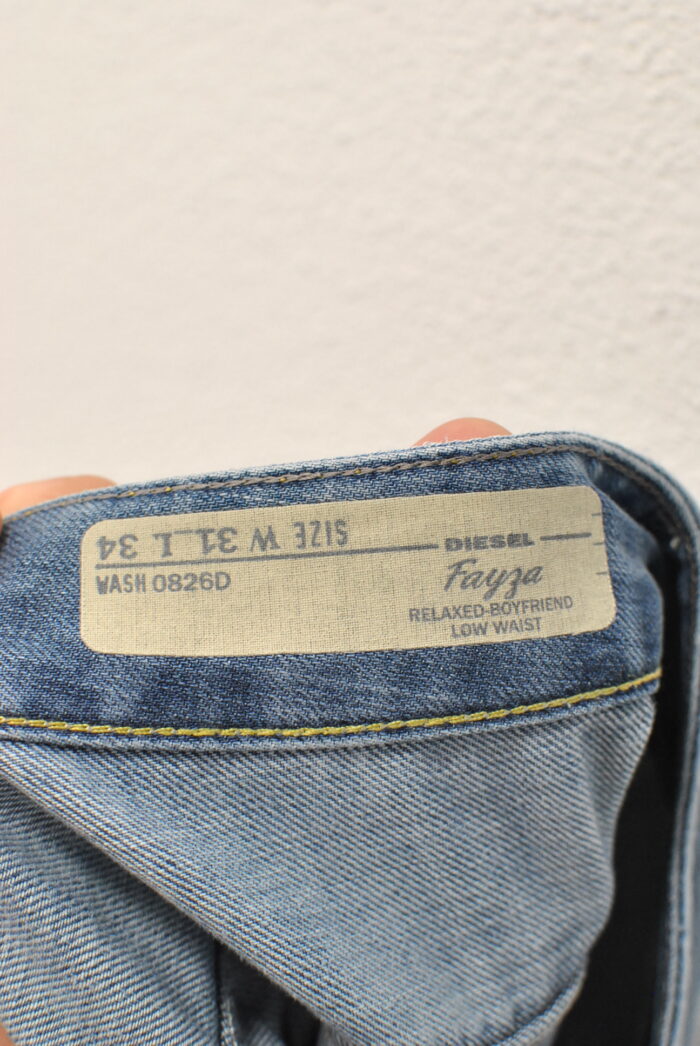 SIZE W 31 L 34
DIESEL
WASH 0826D
Fayza
RELAXED-BOYFRIEND
LOW WAIST